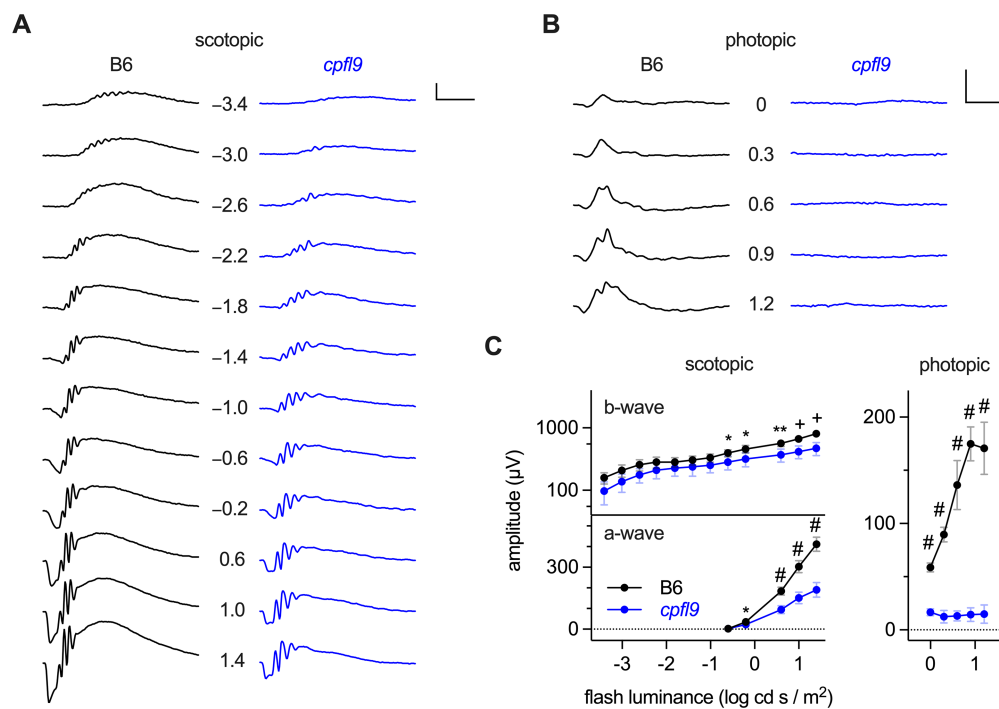 A
scotopic
B6 cpfl9
−3.4
−3.0
−2.6
−2.2
−1.8
−1.4
−1.0
−0.6
−0.2
0.6
1.0
1.4
B
photopic
B6 cpfl9
0
0.3
0.6
0.9
1.2
C
scotopic photopic
b-wave
1000
100
* * ** + +
a-wave
300
0
* # # #
B6
cpfl9
amplitude (μV)
-3 -2 -1 0 1
flash luminance (log cd s / m²)
200
100
0
# # # # #
0 1